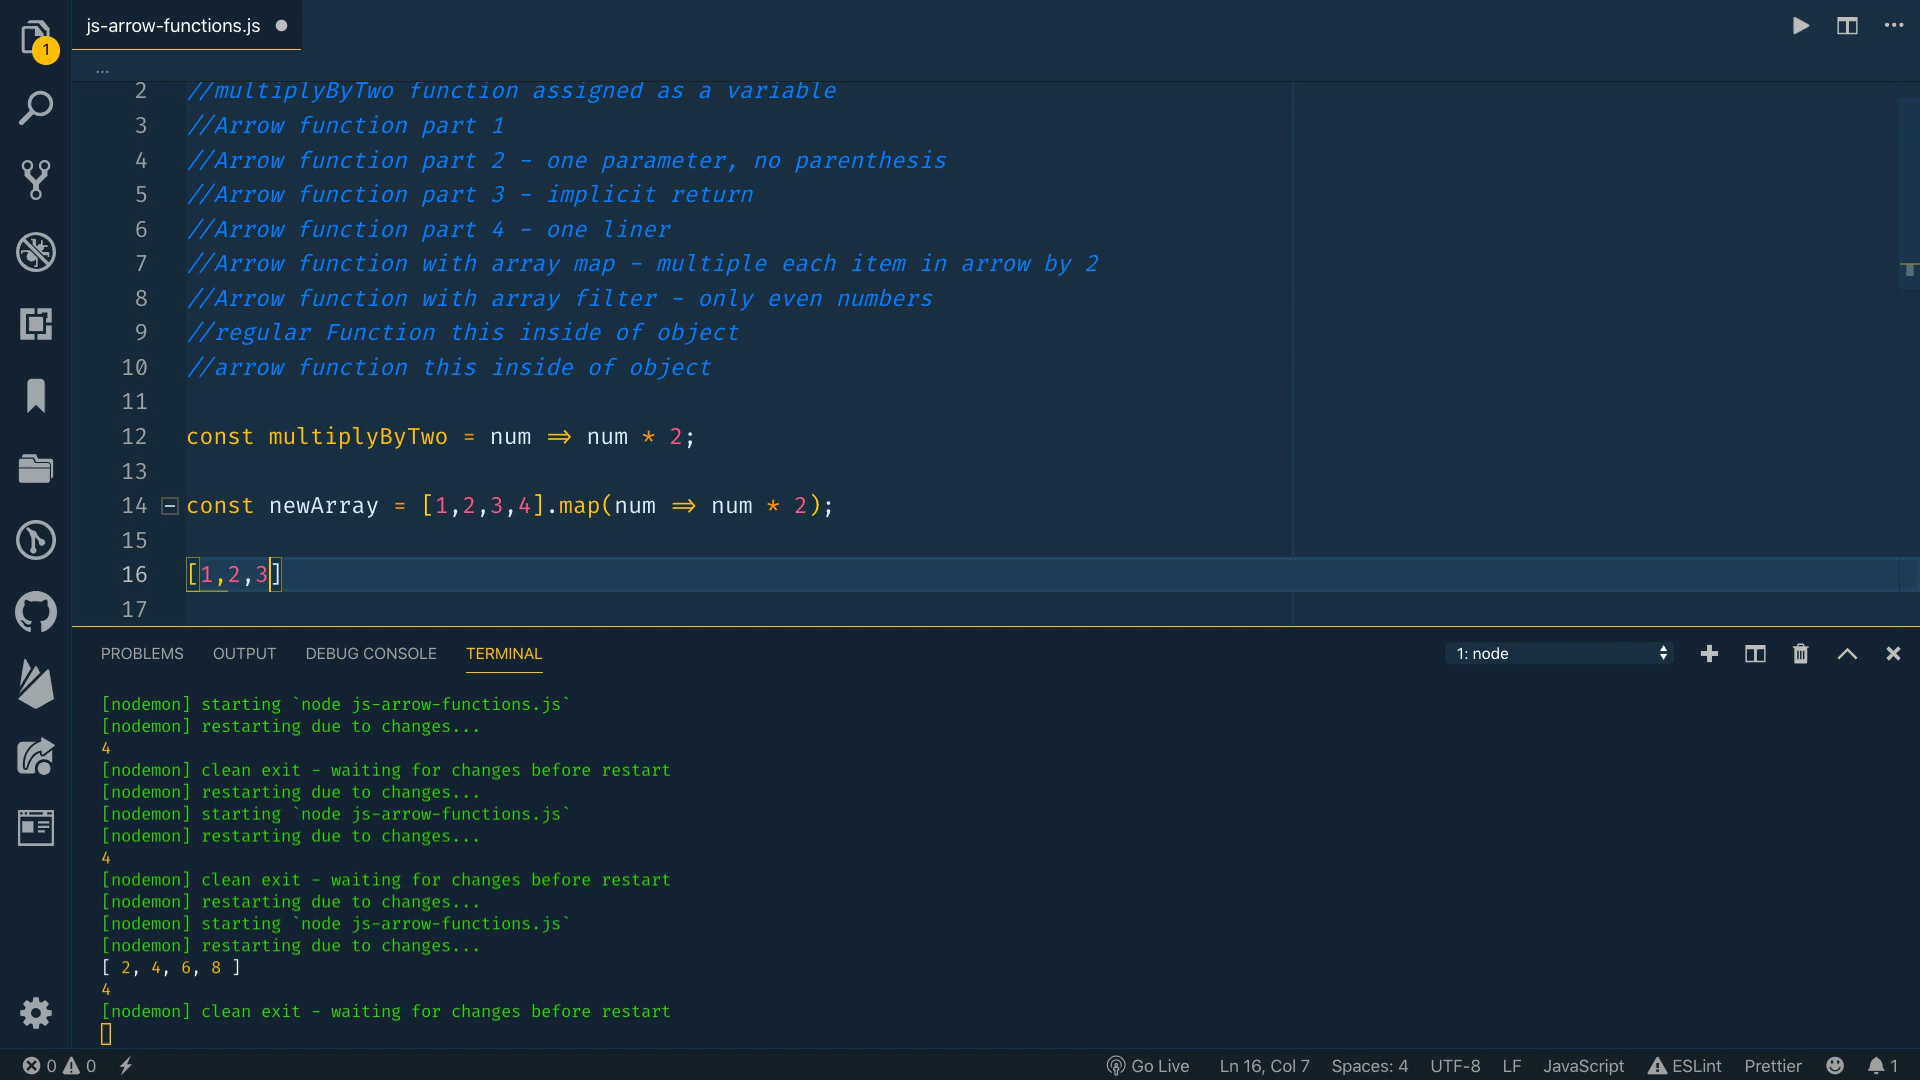 js-arrow-functions.js
1
...
2 //multiplyByTwo function assigned as a variable
3 //Arrow function part 1
4 //Arrow function part 2 - one parameter, no parenthesis
5 //Arrow function part 3 - implicit return
6 //Arrow function part 4 - one liner
7 //Arrow function with array map - multiple each item in arrow by 2
8 //Arrow function with array filter - only even numbers
9 //regular Function this inside of object
10 //arrow function this inside of object
11
12 const multiplyByTwo = num => num * 2;
13
14 const newArray = [1,2,3,4].map(num => num * 2);
15
16 [1,2,3]
17
PROBLEMS OUTPUT DEBUG CONSOLE TERMINAL 1: node
[nodemon] starting `node js-arrow-functions.js`
[nodemon] restarting due to changes...
4
[nodemon] clean exit - waiting for changes before restart
[nodemon] restarting due to changes...
[nodemon] starting `node js-arrow-functions.js`
[nodemon] restarting due to changes...
4
[nodemon] clean exit - waiting for changes before restart
[nodemon] restarting due to changes...
[nodemon] starting `node js-arrow-functions.js`
[nodemon] restarting due to changes...
[ 2, 4, 6, 8 ]
4
[nodemon] clean exit - waiting for changes before restart
0 0 Go Live Ln 16, Col 7 Spaces: 4 UTF-8 LF JavaScript ESLint Prettier 1